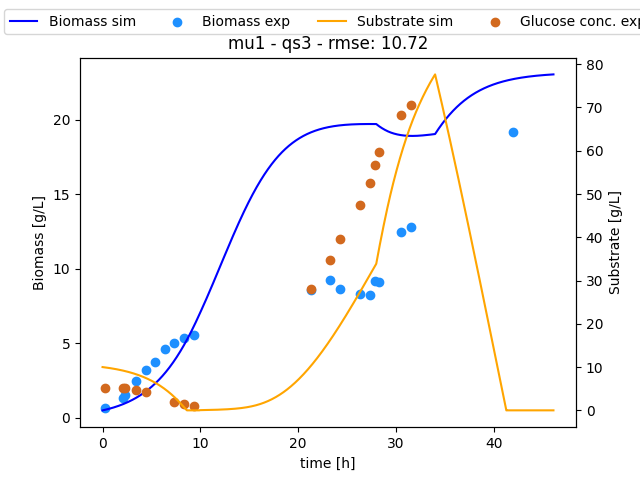 Biomass sim Biomass exp Substrate sim Glucose conc. exp
mu1 - qs3 - rmse: 10.72
Biomass [g/L]
0
5
10
15
20
Substrate [g/L]
0
10
20
30
40
50
60
70
80
0 10 20 30 40
time [h]